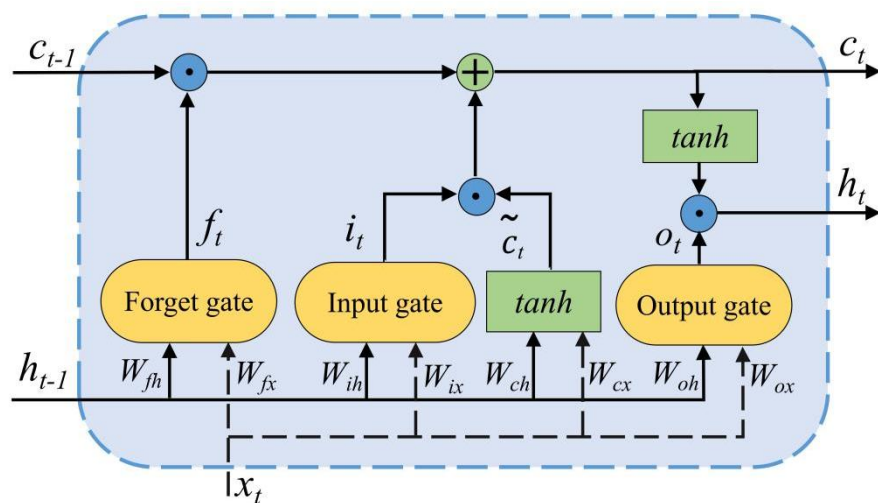 c_{t-1} c_t
tanh
h_t
f_t i_t c̃_t o_t
Forget gate Input gate tanh Output gate
h_{t-1} W_{fh} W_{fx} W_{ih} W_{ix} W_{ch} W_{cx} W_{oh} W_{ox}
x_t